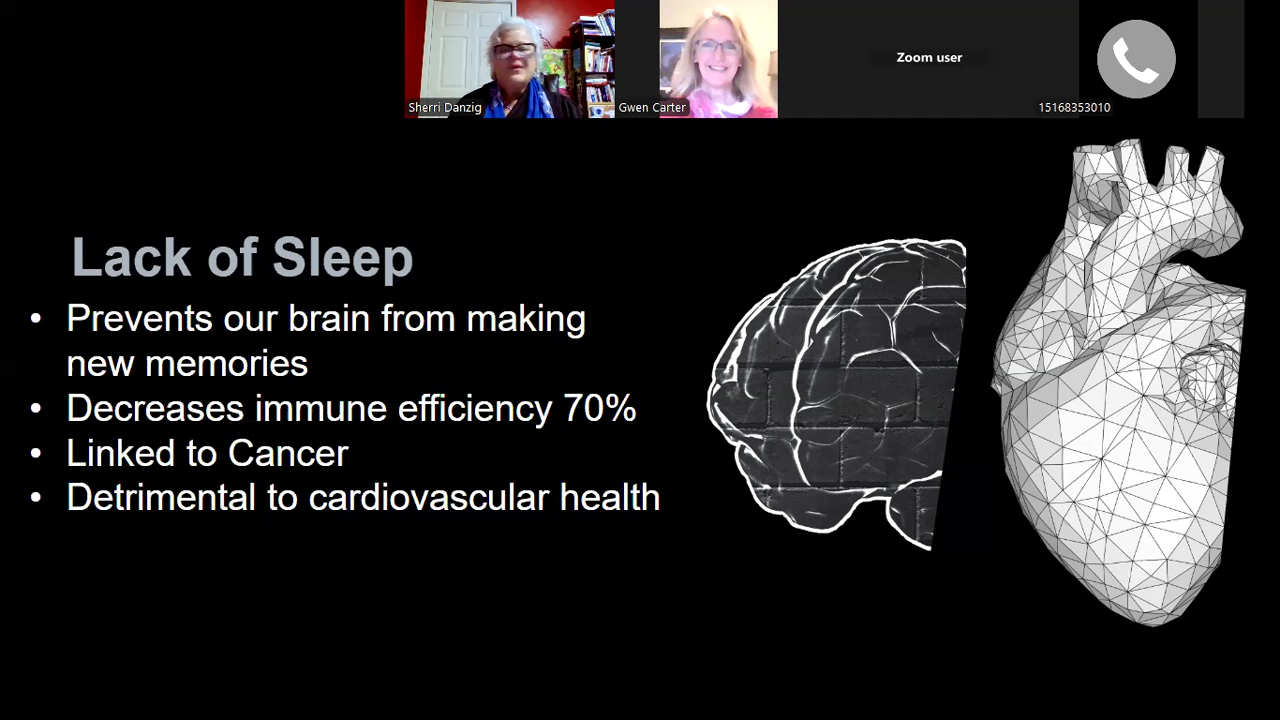 Sherri Danzig
Gwen Carter
Zoom user
15168353010
Lack of Sleep
• Prevents our brain from making
new memories
• Decreases immune efficiency 70%
• Linked to Cancer
• Detrimental to cardiovascular health